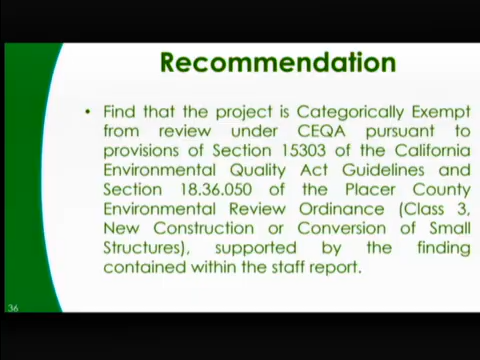 Recommendation
• Find that the project is Categorically Exempt
from review under CEQA pursuant to
provisions of Section 15303 of the California
Environmental Quality Act Guidelines and
Section 18.36.050 of the Placer County
Environmental Review Ordinance (Class 3,
New Construction or Conversion of Small
Structures), supported by the finding
contained within the staff report.
36